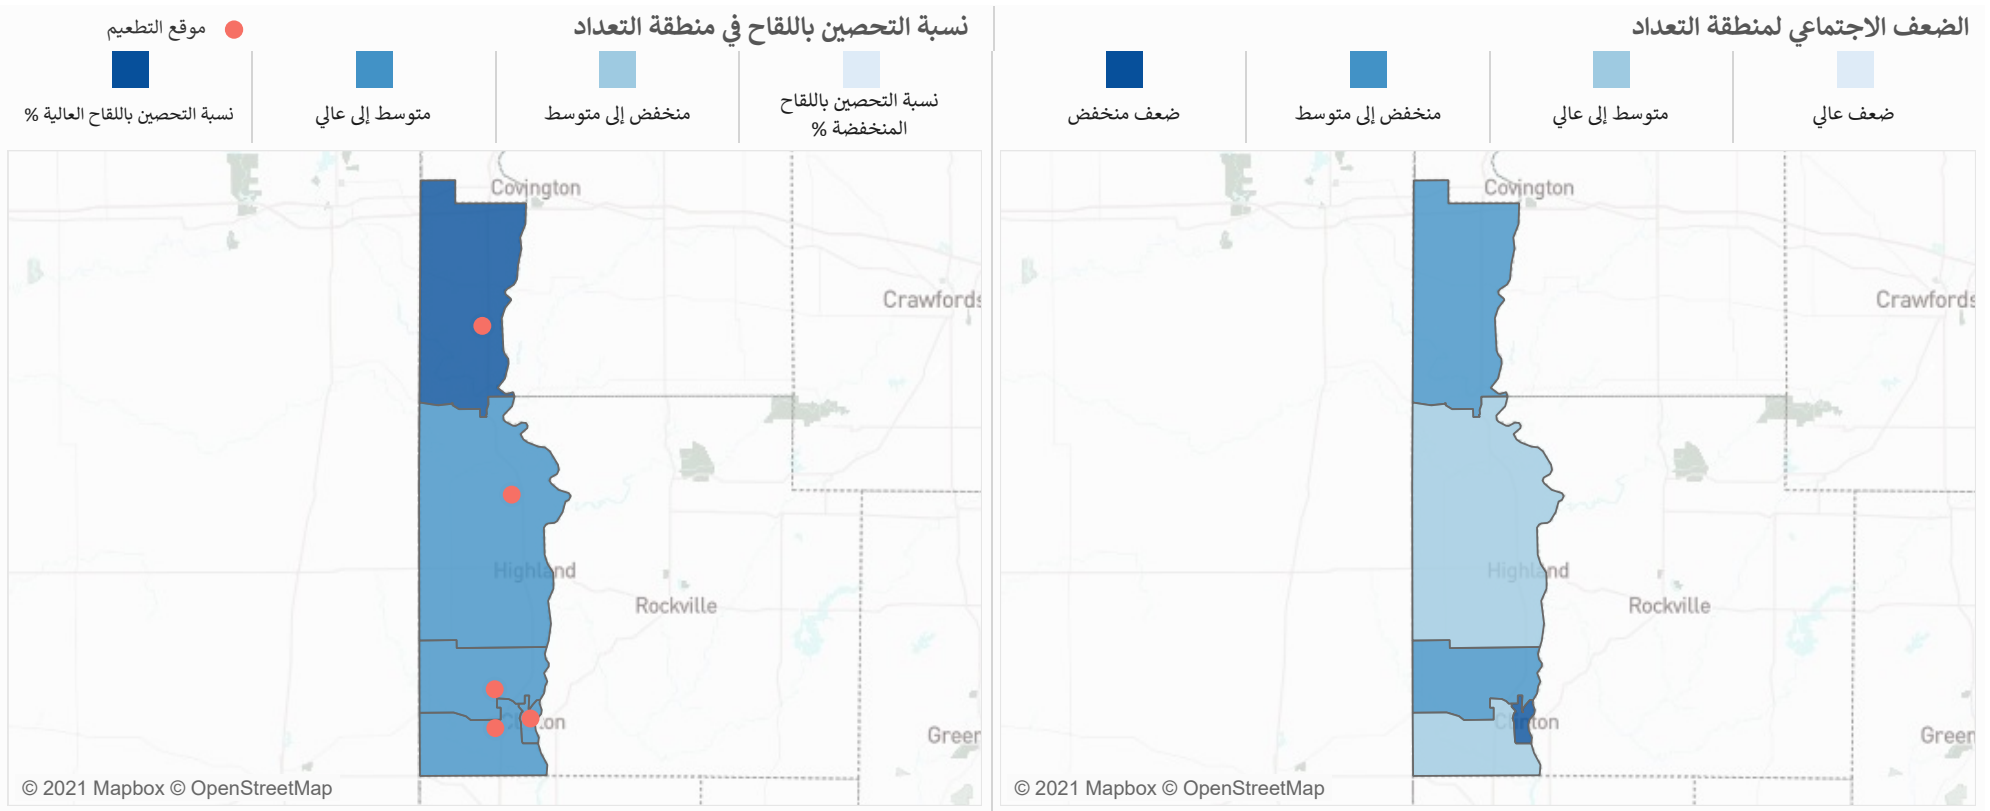 الضعف الاجتماعي لمنطقة التعداد
ضعف عالي
متوسط إلى عالي
منخفض إلى متوسط
ضعف منخفض
Covington
Crawfords
Highland
Rockville
Clinton
Green
© 2021 Mapbox © OpenStreetMap
نسبة التحصين باللقاح في منطقة التعداد
موقع التطعيم
نسبة التحصين باللقاح
المنخفضة %
منخفض إلى متوسط
متوسط إلى عالي
نسبة التحصين باللقاح العالية %
Covington
Crawfords
Highland
Rockville
Clinton
Green
© 2021 Mapbox © OpenStreetMap